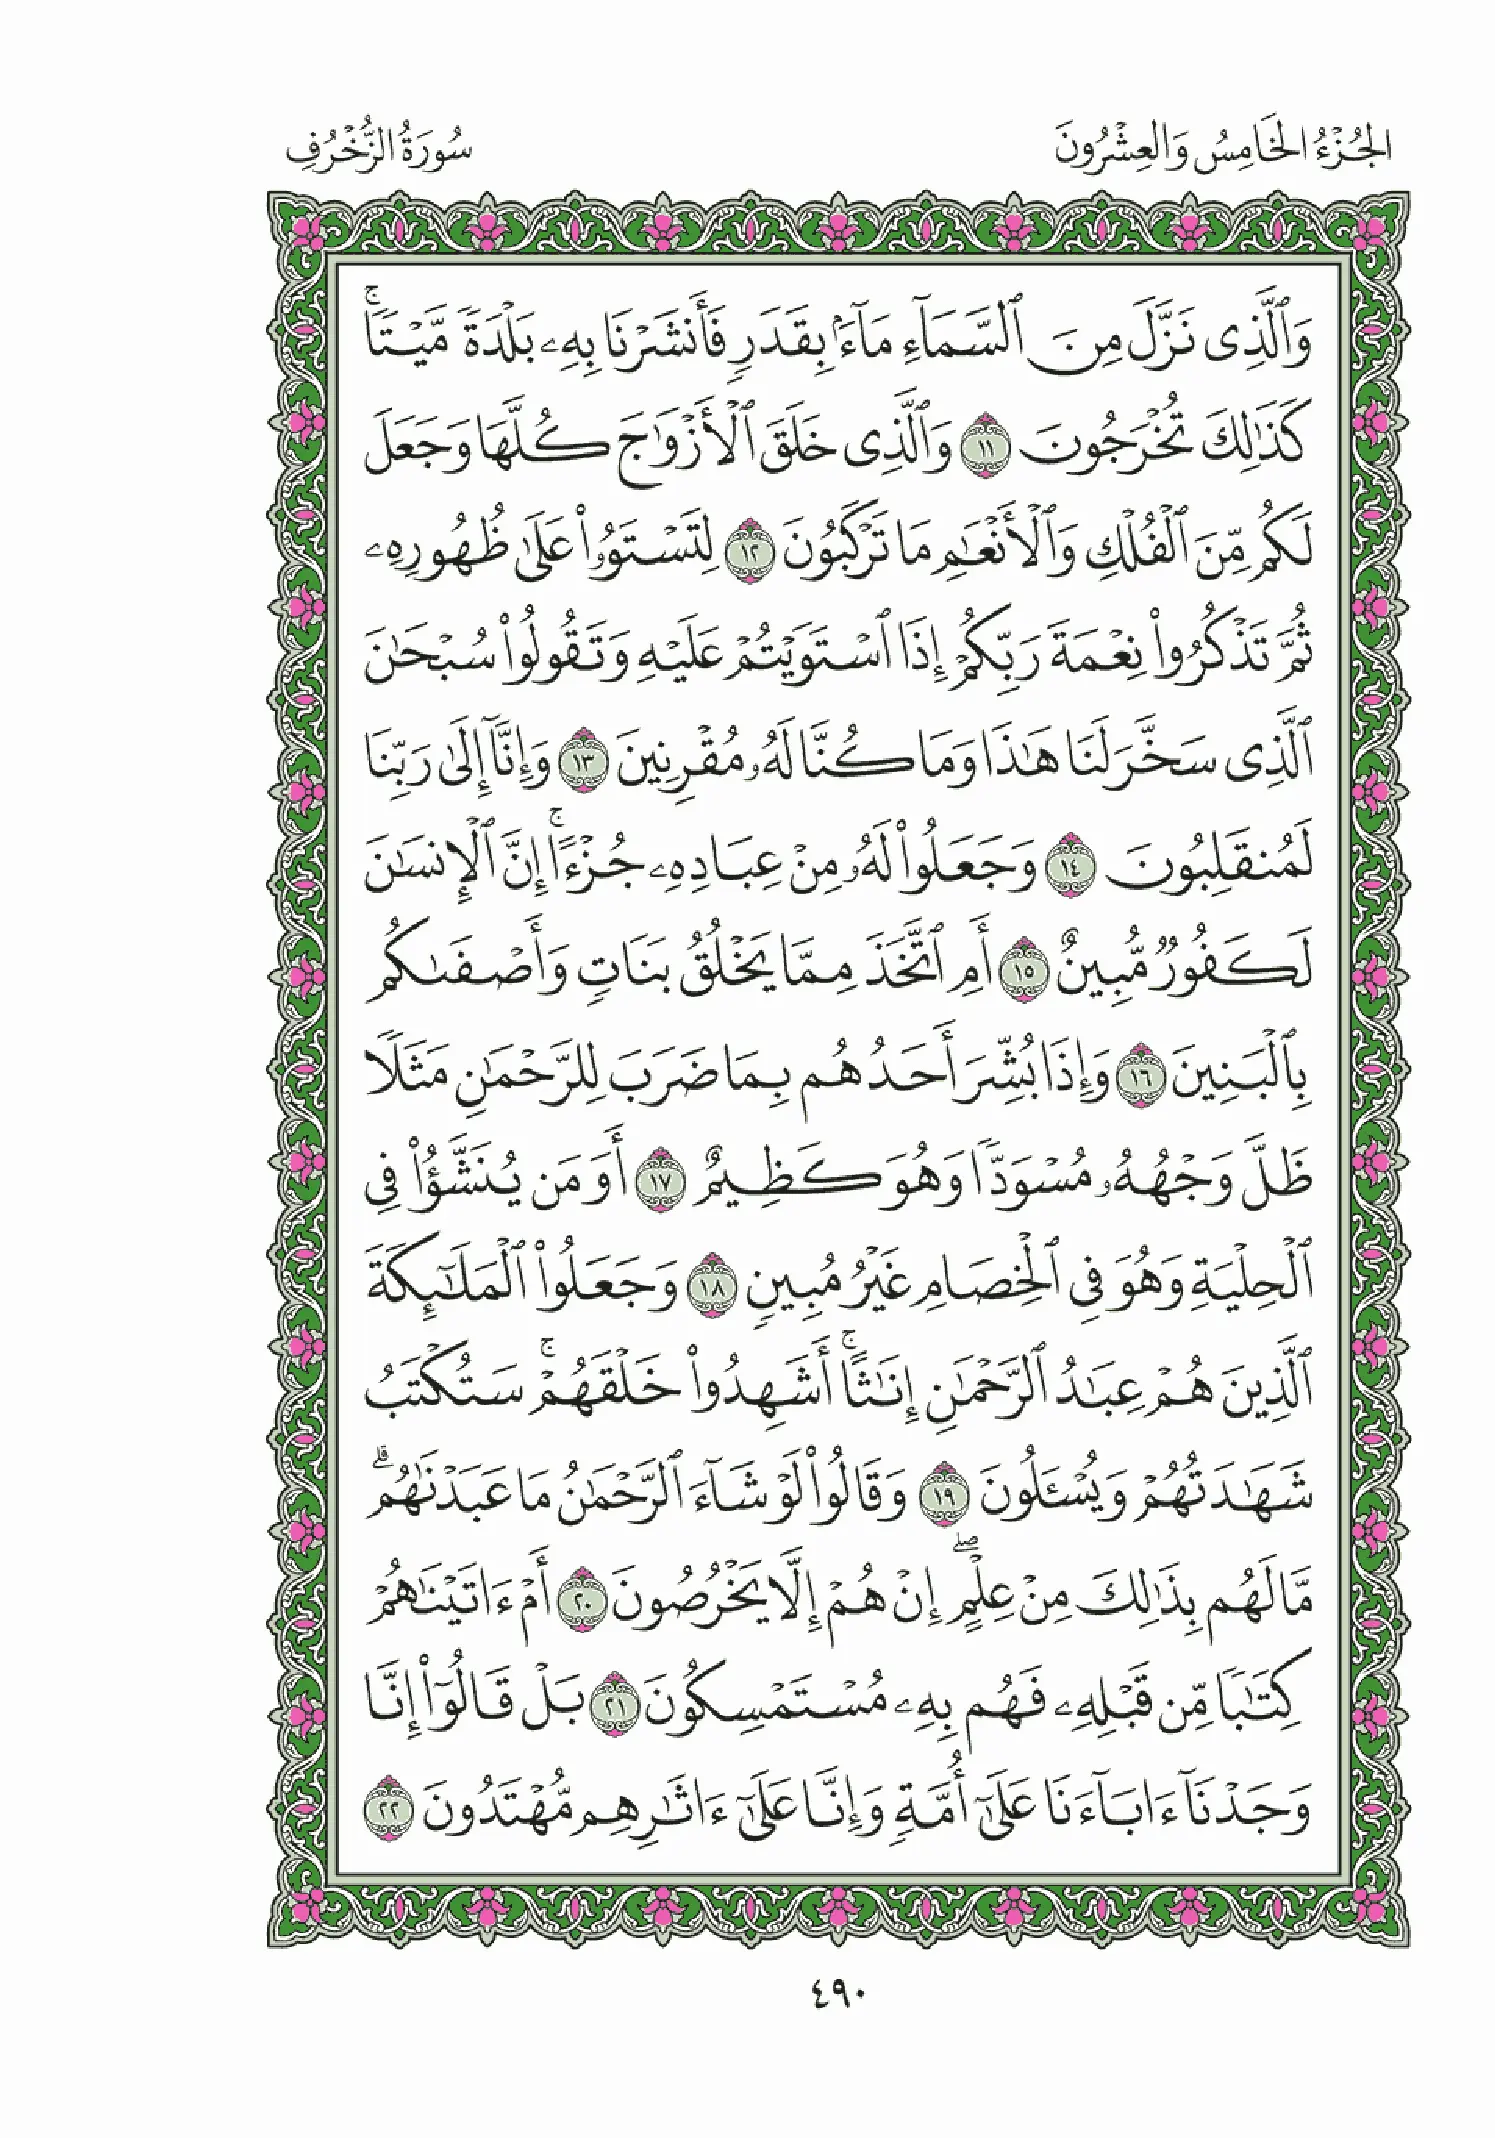 الجُزْءُ الخَامِسُ وَالعِشْرُونَ
سُورَةُ الزُّخْرُفِ
وَٱلَّذِى نَزَّلَ مِنَ ٱلسَّمَآءِ مَآءَۢ بِقَدَرٖ فَأَنشَرْنَا بِهِۦ بَلْدَةٗ مَّيْتٗاۚ
كَذَٰلِكَ تُخْرَجُونَ ١١ وَٱلَّذِى خَلَقَ ٱلْأَزْوَٰجَ كُلَّهَا وَجَعَلَ
لَكُم مِّنَ ٱلْفُلْكِ وَٱلْأَنْعَٰمِ مَا تَرْكَبُونَ ١٢ لِتَسْتَوُۥا۟ عَلَىٰ ظُهُورِهِۦ
ثُمَّ تَذْكُرُوا۟ نِعْمَةَ رَبِّكُمْ إِذَا ٱسْتَوَيْتُمْ عَلَيْهِ وَتَقُولُوا۟ سُبْحَٰنَ
ٱلَّذِى سَخَّرَ لَنَا هَٰذَا وَمَا كُنَّا لَهُۥ مُقْرِنِينَ ١٣ وَإِنَّآ إِلَىٰ رَبِّنَا
لَمُنقَلِبُونَ ١٤ وَجَعَلُوا۟ لَهُۥ مِنْ عِبَادِهِۦ جُزْءًاۚ إِنَّ ٱلْإِنسَٰنَ
لَكَفُورٞ مُّبِينٌ ١٥ أَمِ ٱتَّخَذَ مِمَّا يَخْلُقُ بَنَاتٖ وَأَصْفَىٰكُم
بِٱلْبَنِينَ ١٦ وَإِذَا بُشِّرَ أَحَدُهُم بِمَا ضَرَبَ لِلرَّحْمَٰنِ مَثَلٗا
ظَلَّ وَجْهُهُۥ مُسْوَدّٗا وَهُوَ كَظِيمٌ ١٧ أَوَمَن يُنَشَّؤُا۟ فِى
ٱلْحِلْيَةِ وَهُوَ فِى ٱلْخِصَامِ غَيْرُ مُبِينٖ ١٨ وَجَعَلُوا۟ ٱلْمَلَٰٓئِكَةَ
ٱلَّذِينَ هُمْ عِبَٰدُ ٱلرَّحْمَٰنِ إِنَٰثًاۚ أَشَهِدُوا۟ خَلْقَهُمْۚ سَتُكْتَبُ
شَهَٰدَتُهُمْ وَيُسْـَٔلُونَ ١٩ وَقَالُوا۟ لَوْ شَآءَ ٱلرَّحْمَٰنُ مَا عَبَدْنَٰهُمۗ
مَّا لَهُم بِذَٰلِكَ مِنْ عِلْمٍۖ إِنْ هُمْ إِلَّا يَخْرُصُونَ ٢٠ أَمْ ءَاتَيْنَٰهُمْ
كِتَٰبٗا مِّن قَبْلِهِۦ فَهُم بِهِۦ مُسْتَمْسِكُونَ ٢١ بَلْ قَالُوٓا۟ إِنَّا
وَجَدْنَآ ءَابَآءَنَا عَلَىٰٓ أُمَّةٖ وَإِنَّا عَلَىٰٓ ءَاثَٰرِهِم مُّهْتَدُونَ ٢٢
٤٩٠